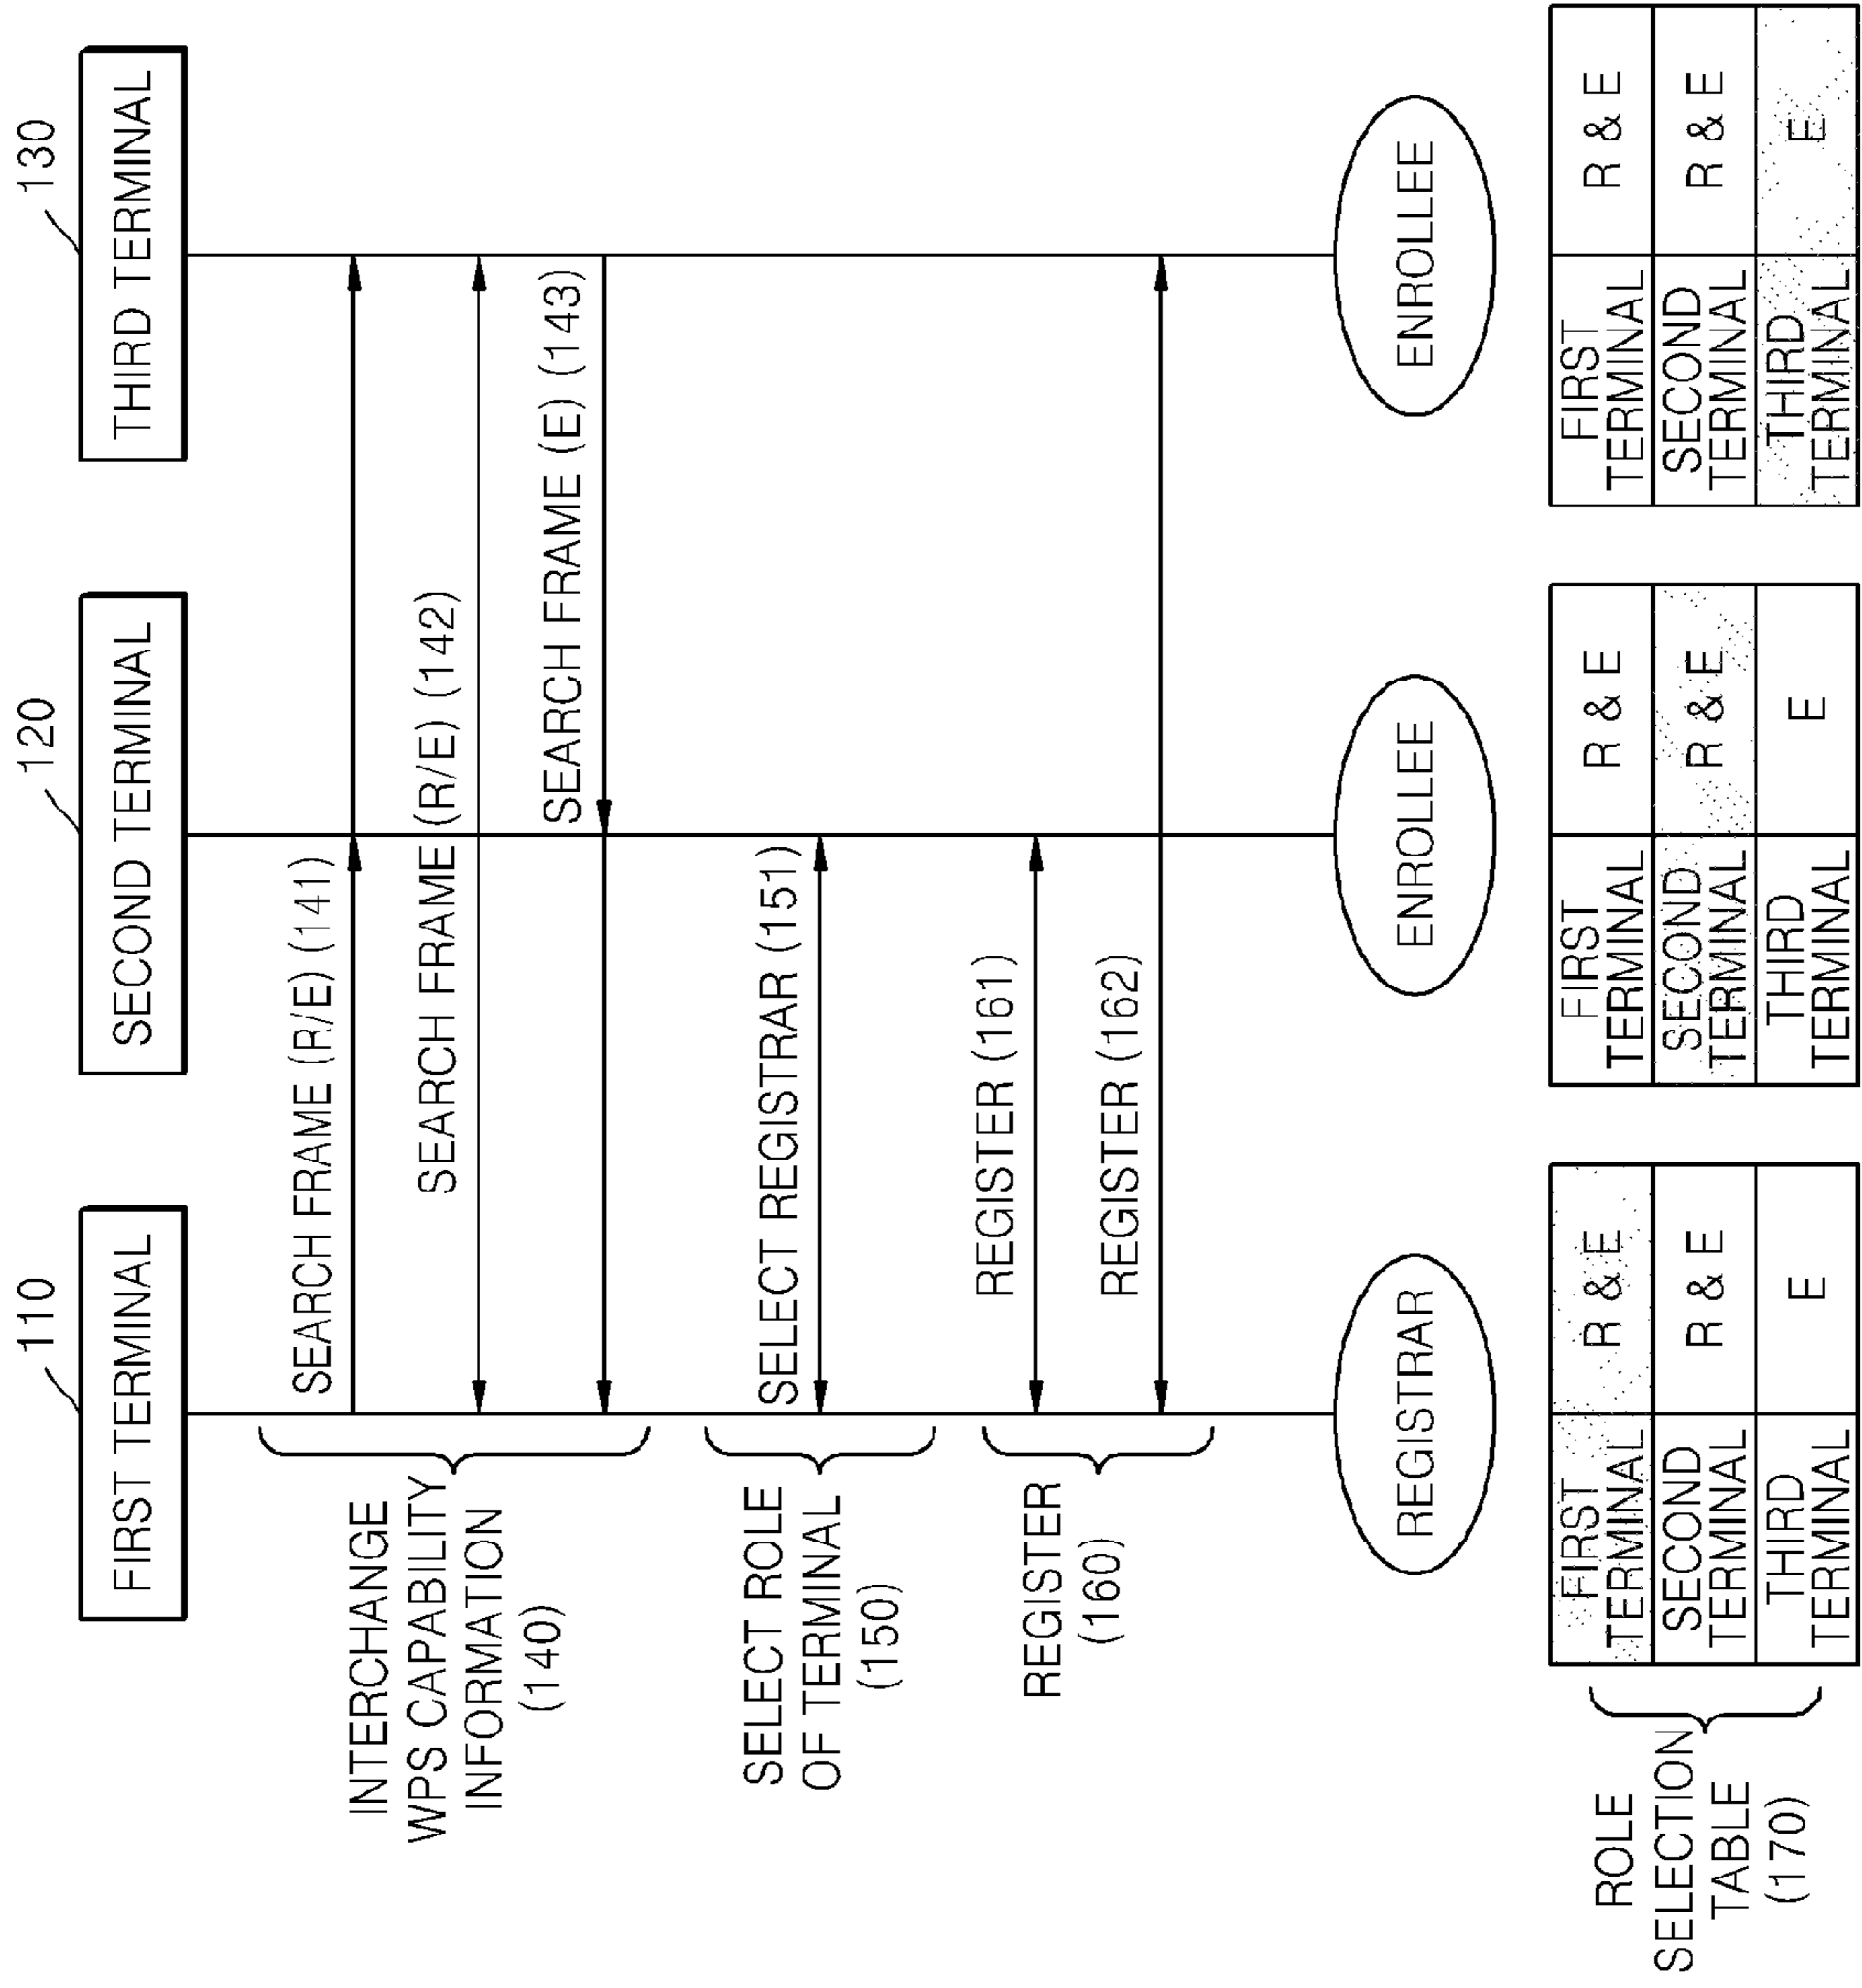 110
120
130
FIRST TERMINAL
SECOND TERMINAL
THIRD TERMINAL
INTERCHANGE
WPS CAPABILITY
INFORMATION
(140)
SEARCH FRAME (R/E) (141)
SEARCH FRAME (R/E) (142)
SEARCH FRAME (E) (143)
SELECT ROLE
OF TERMINAL
(150)
SELECT REGISTRAR (151)
REGISTER
(160)
REGISTER (161)
REGISTER (162)
REGISTRAR
ENROLLEE
ENROLLEE
ROLE
SELECTION
TABLE
(170)
FIRST
TERMINAL
R & E
SECOND
TERMINAL
R & E
THIRD
TERMINAL
E
FIRST
TERMINAL
R & E
SECOND
TERMINAL
R & E
THIRD
TERMINAL
E
FIRST
TERMINAL
R & E
SECOND
TERMINAL
R & E
THIRD
TERMINAL
E